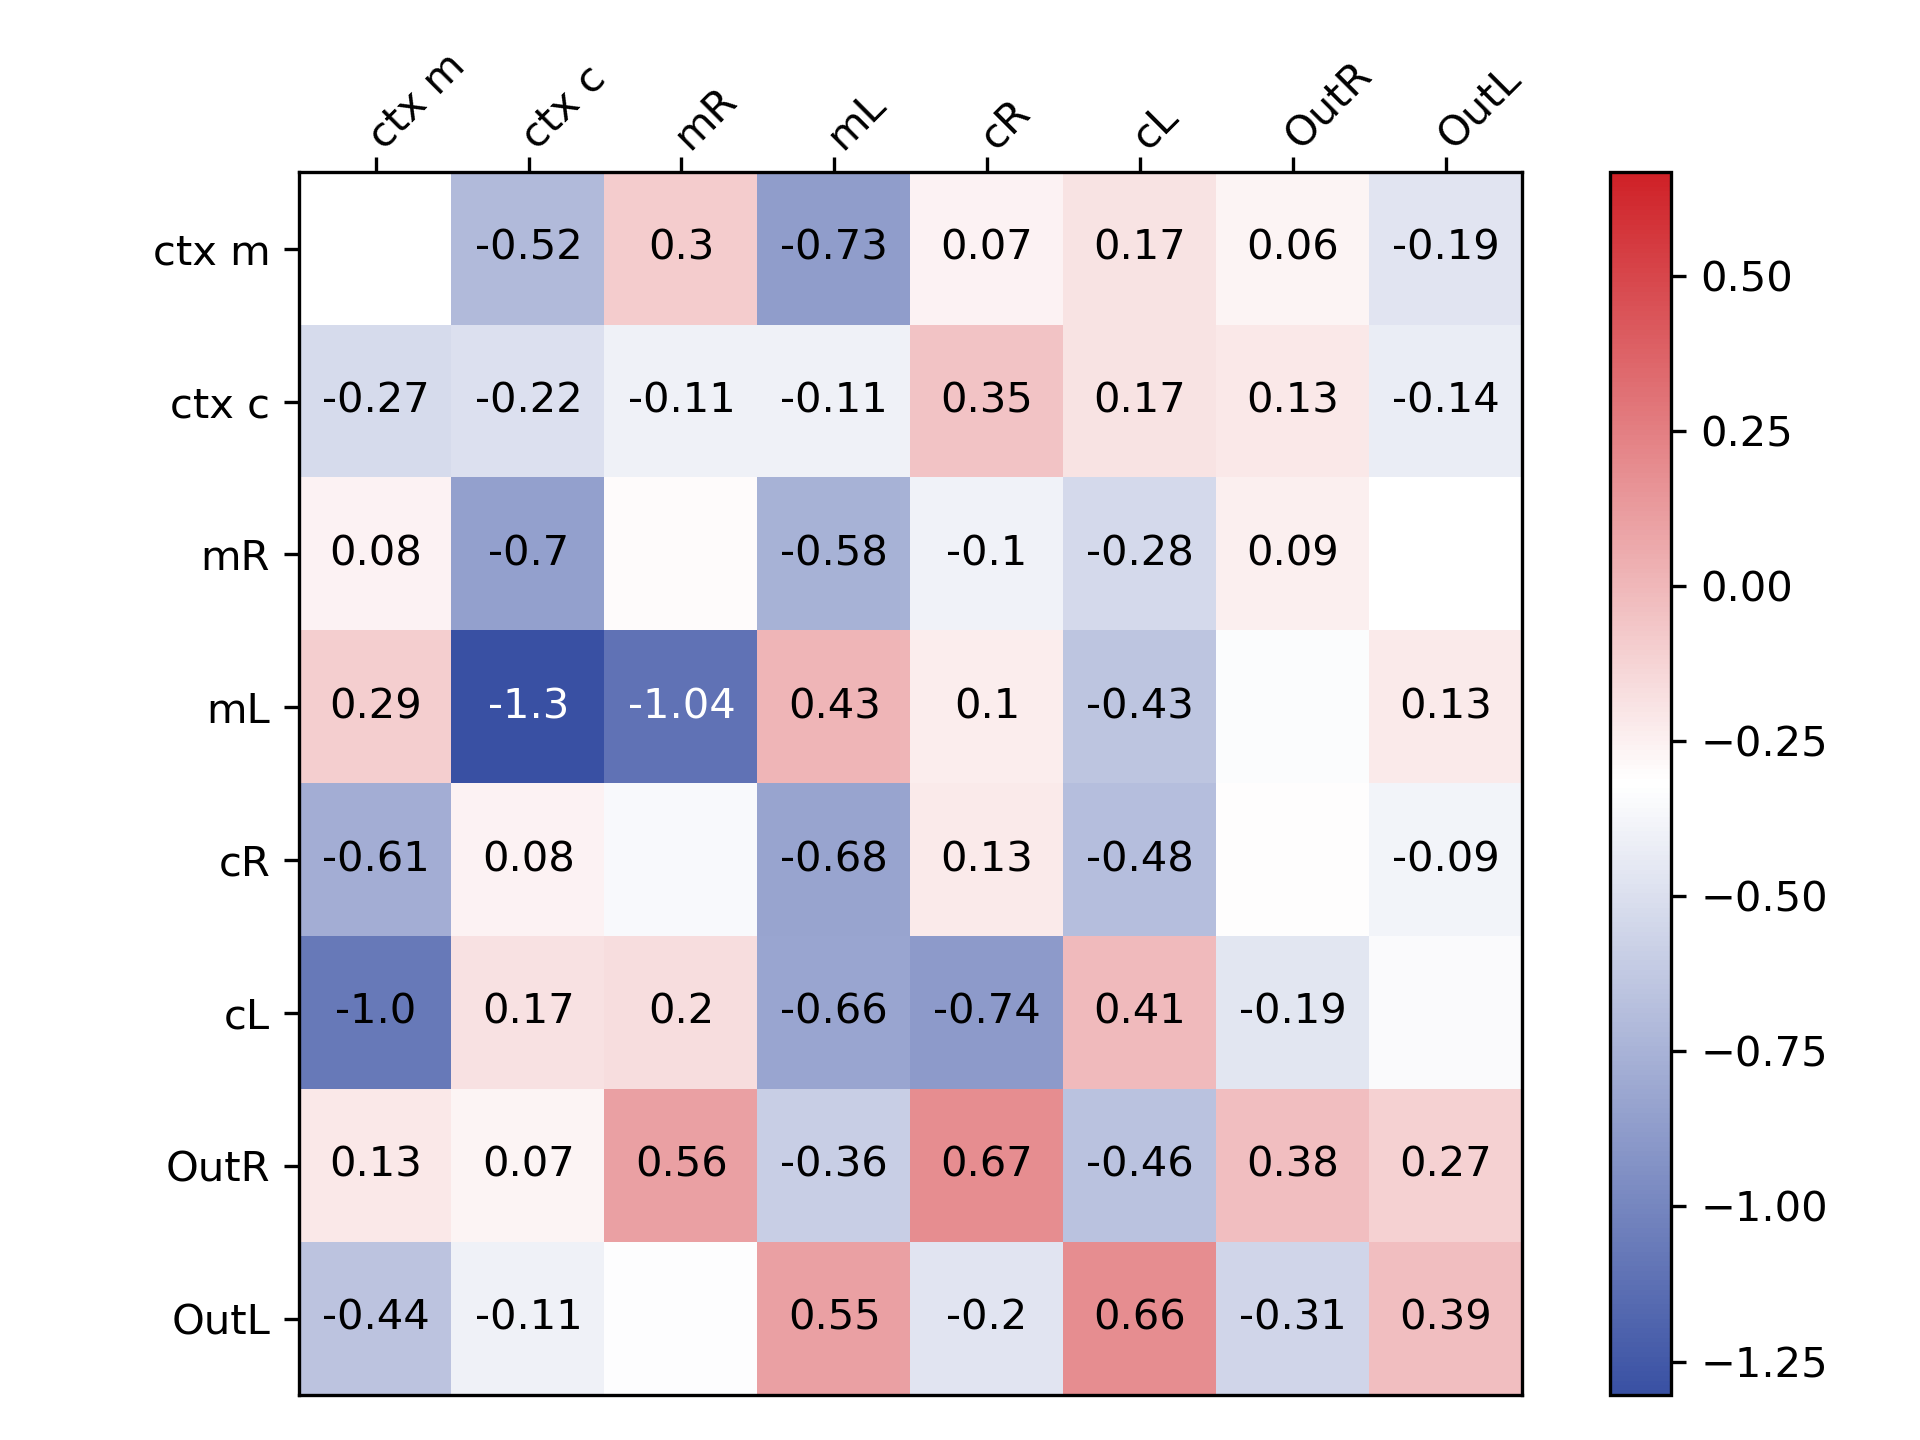 ctx m ctx c mR mL cR cL OutR OutL
ctx m -0.52 0.3 -0.73 0.07 0.17 0.06 -0.19
ctx c -0.27 -0.22 -0.11 -0.11 0.35 0.17 0.13 -0.14
mR 0.08 -0.7 -0.58 -0.1 -0.28 0.09
mL 0.29 -1.3 -1.04 0.43 0.1 -0.43 0.13
cR -0.61 0.08 -0.68 0.13 -0.48 -0.09
cL -1.0 0.17 0.2 -0.66 -0.74 0.41 -0.19
OutR 0.13 0.07 0.56 -0.36 0.67 -0.46 0.38 0.27
OutL -0.44 -0.11 0.55 -0.2 0.66 -0.31 0.39
0.50
0.25
0.00
−0.25
−0.50
−0.75
−1.00
−1.25